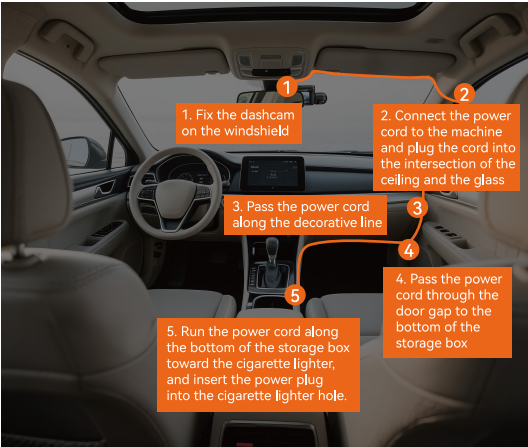 1
2
1. Fix the dashcam
on the windshield
2. Connect the power
cord to the machine
and plug the cord into
the intersection of the
ceiling and the glass
3. Pass the power cord
along the decorative line
3
4
4. Pass the power
cord through the
door gap to the
bottom of the
storage box
5
5. Run the power cord along
the bottom of the storage box
toward the cigarette lighter,
and insert the power plug
into the cigarette lighter hole.